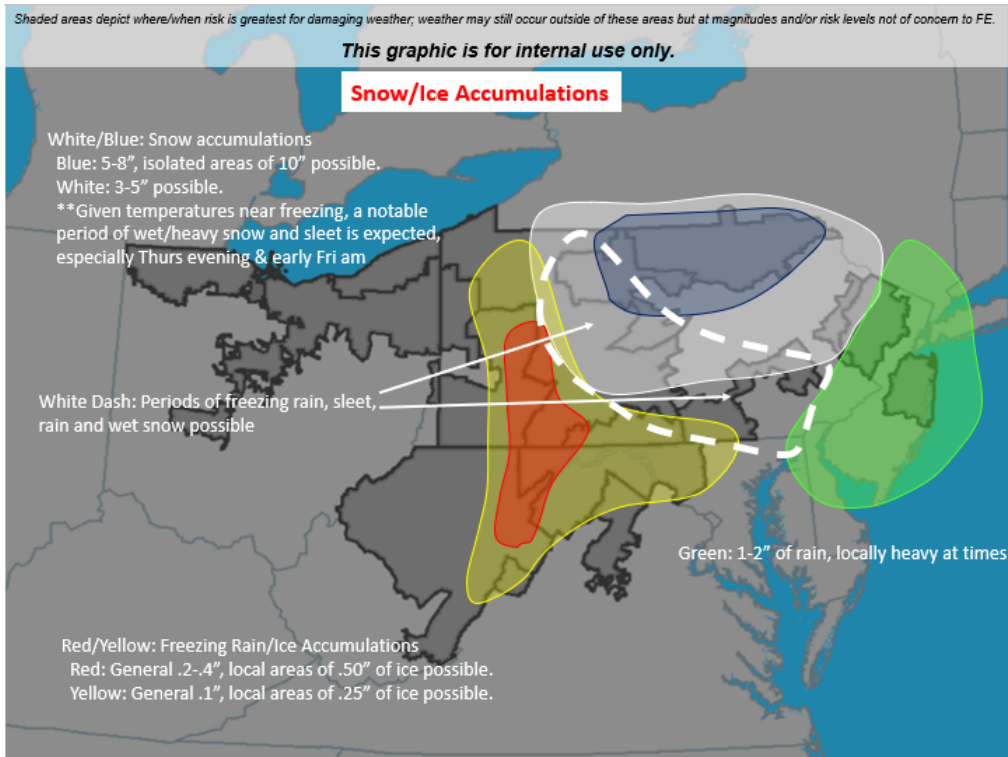 Shaded areas depict where/when risk is greatest for damaging weather; weather may still occur outside of these areas but at magnitudes and/or risk levels not of concern to FE.
This graphic is for internal use only.
Snow/Ice Accumulations
White/Blue: Snow accumulations
Blue: 5-8”, isolated areas of 10” possible.
White: 3-5” possible.
**Given temperatures near freezing, a notable
period of wet/heavy snow and sleet is expected,
especially Thurs evening & early Fri am
White Dash: Periods of freezing rain, sleet,
rain and wet snow possible
Green: 1-2” of rain, locally heavy at times
Red/Yellow: Freezing Rain/Ice Accumulations
Red: General .2-.4”, local areas of .50” of ice possible.
Yellow: General .1”, local areas of .25” of ice possible.